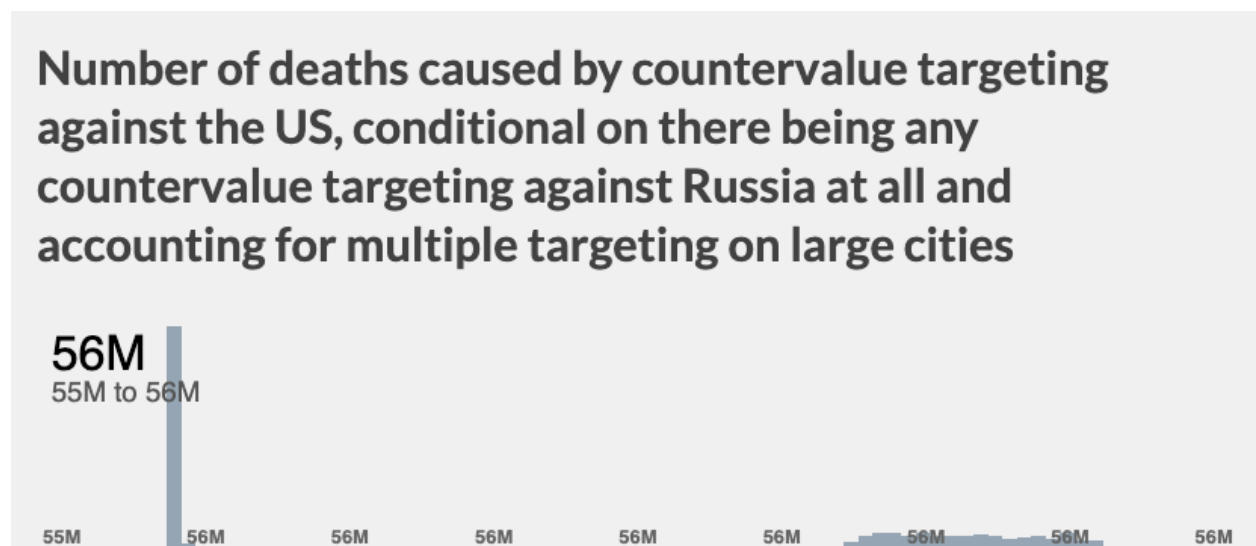 Number of deaths caused by countervalue targeting
against the US, conditional on there being any
countervalue targeting against Russia at all and
accounting for multiple targeting on large cities
56M
55M to 56M
55M 56M 56M 56M 56M 56M 56M 56M 56M